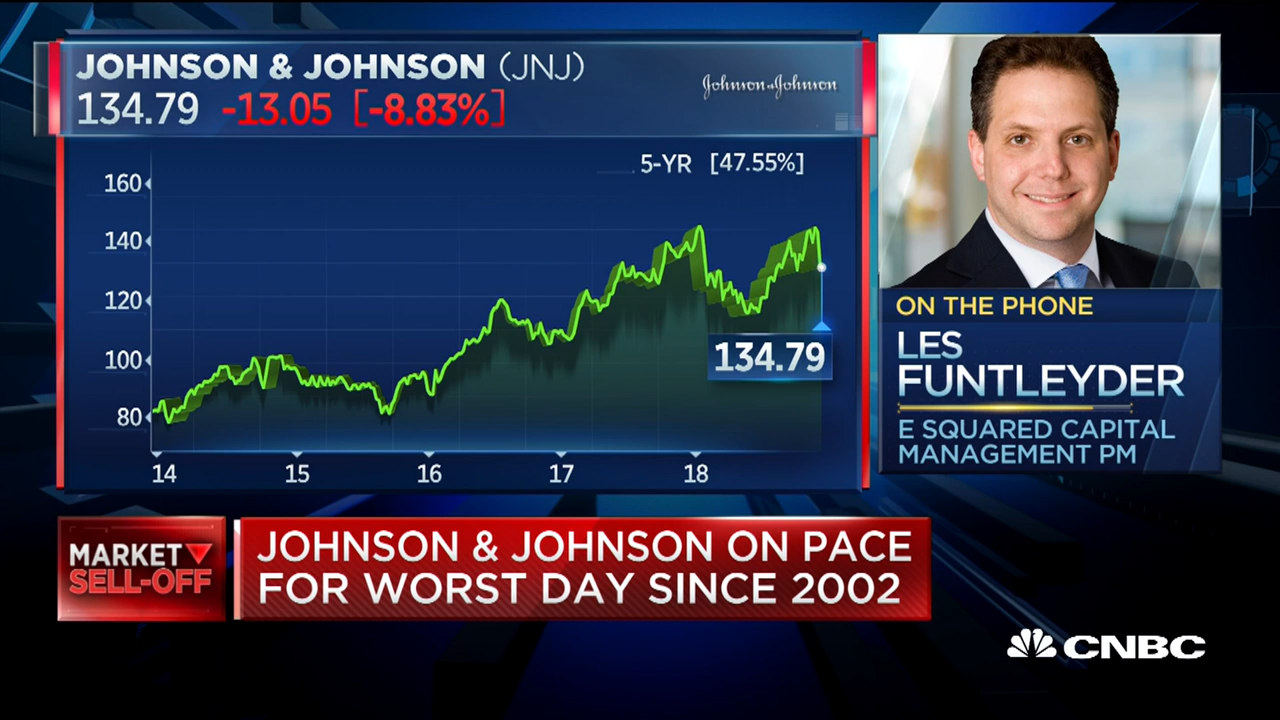 JOHNSON & JOHNSON (JNJ)
134.79 -13.05 [-8.83%]
Johnson & Johnson
5-YR [47.55%]
160
140
120
100
80
134.79
14 15 16 17 18
ON THE PHONE
LES
FUNTLEYDER
E SQUARED CAPITAL
MANAGEMENT PM
MARKET
SELL-OFF
JOHNSON & JOHNSON ON PACE
FOR WORST DAY SINCE 2002
CNBC